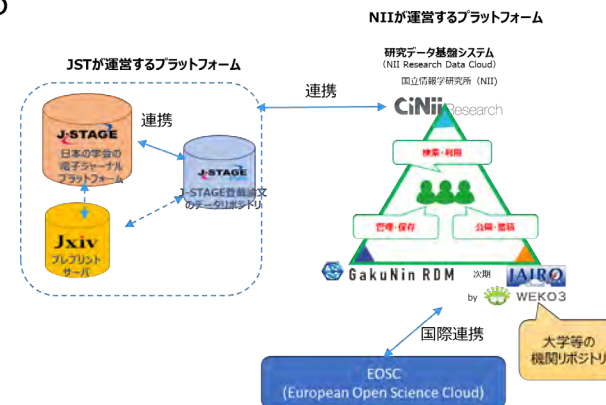 NIIが運営するプラットフォーム
JSTが運営するプラットフォーム
研究データ基盤システム
(NII Research Data Cloud)
国立情報学研究所 (NII)
連携
CiNii Research
J-STAGE
日本の学会の
電子ジャーナル
プラットフォーム
連携
J-STAGE
J-STAGE登載論文
のデータリポジトリ
Jxiv
プレプリント
サーバ
検索・利用
管理・保存
公開・蓄積
GakuNin RDM
次期
JAIRO
by
WEKO3
国際連携
大学等の
機関リポジトリ
EOSC
(European Open Science Cloud)